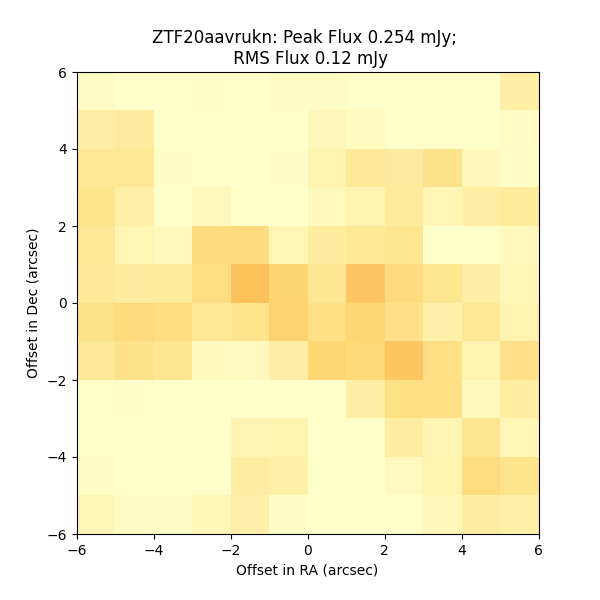 ZTF20aavrukn: Peak Flux 0.254 mJy;
RMS Flux 0.12 mJy
6
4
2
0
−2
−4
−6
Offset in Dec (arcsec)
−6 −4 −2 0 2 4 6
Offset in RA (arcsec)